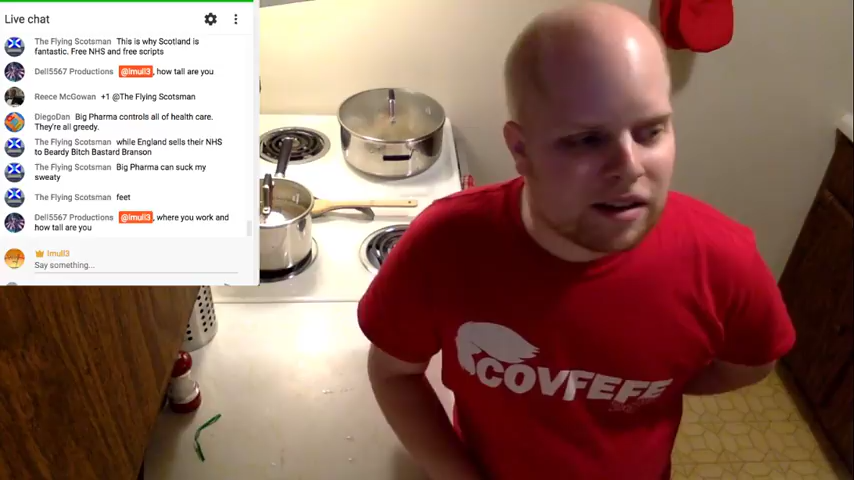 Live chat
The Flying Scotsman This is why Scotland is
fantastic. Free NHS and free scripts
Dell5567 Productions @lmull3, how tall are you
Reece McGowan +1 @The Flying Scotsman
DiegoDan Big Pharma controls all of health care.
They're all greedy.
The Flying Scotsman while England sells their NHS
to Beardy Bitch Bastard Branson
The Flying Scotsman Big Pharma can suck my
sweaty
The Flying Scotsman feet
Dell5567 Productions @lmull3, where you work and
how tall are you
lmull3
Say something...
COVFEFE